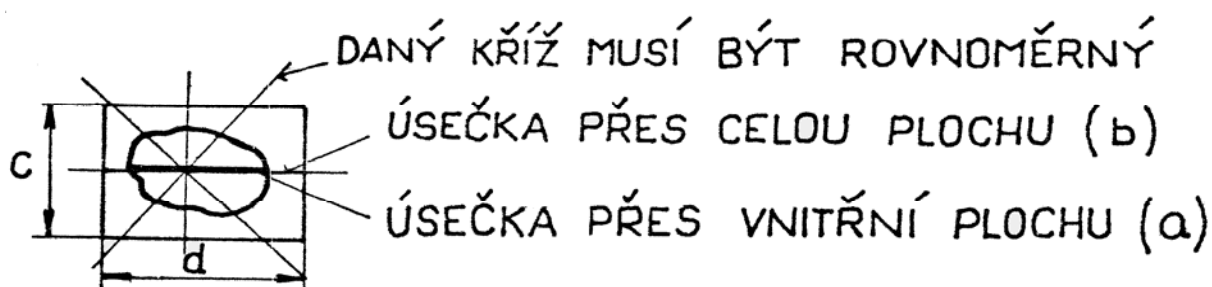 DANÝ KŘÍŽ MUSÍ BÝT ROVNOMĚRNÝ
ÚSEČKA PŘES CELOU PLOCHU (b)
c
ÚSEČKA PŘES VNITŘNÍ PLOCHU (a)
d